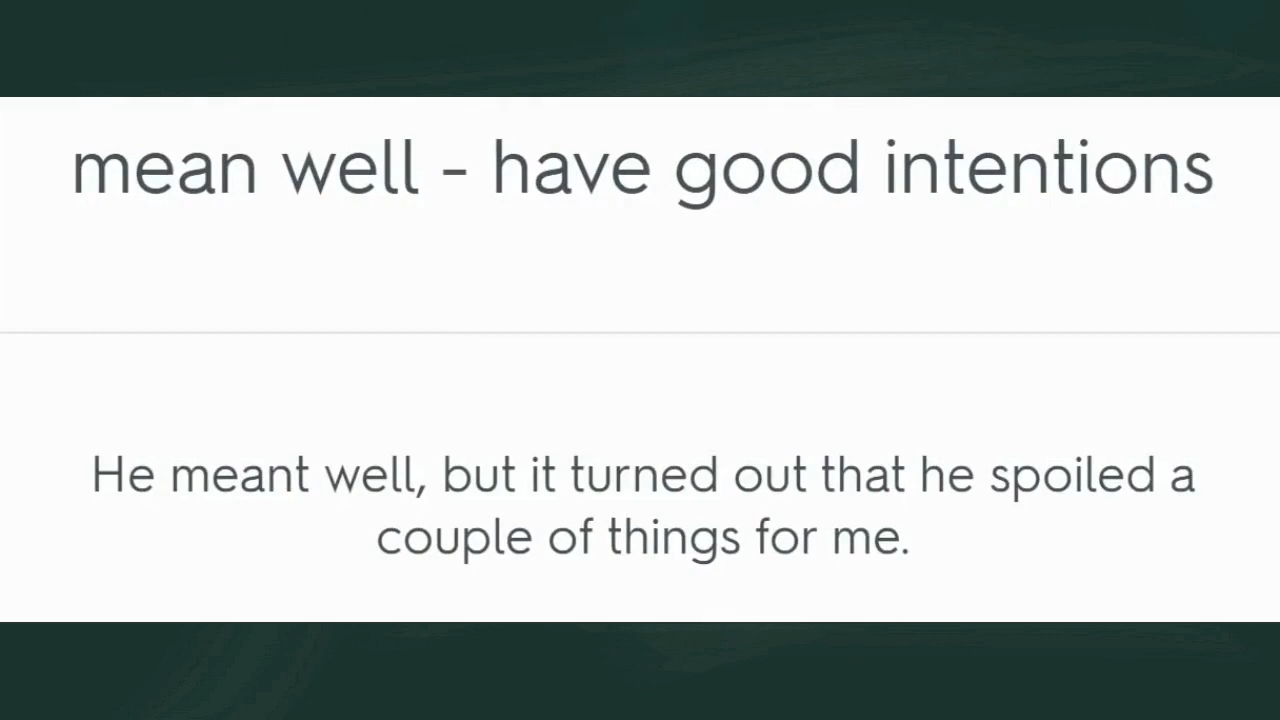 mean well - have good intentions
He meant well, but it turned out that he spoiled a
couple of things for me.